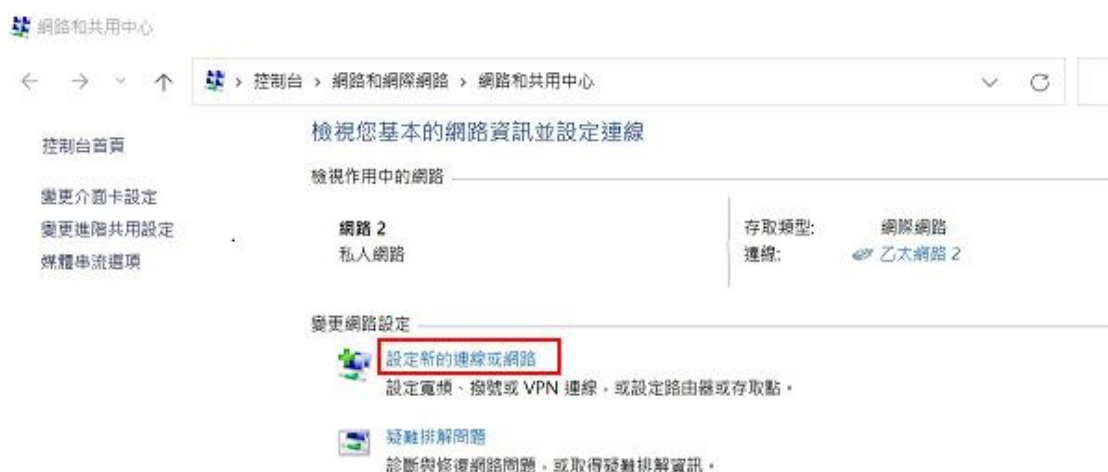 網路和共用中心
控制台 › 網路和網際網路 › 網路和共用中心
控制台首頁
變更介面卡設定
變更進階共用設定
媒體串流選項
檢視您基本的網路資訊並設定連線
檢視作用中的網路
網路 2
私人網路
存取類型: 網際網路
連線: 乙太網路 2
變更網路設定
設定新的連線或網路
設定寬頻、撥號或 VPN 連線，或設定路由器或存取點。
疑難排解問題
診斷與修復網路問題，或取得疑難排解資訊。